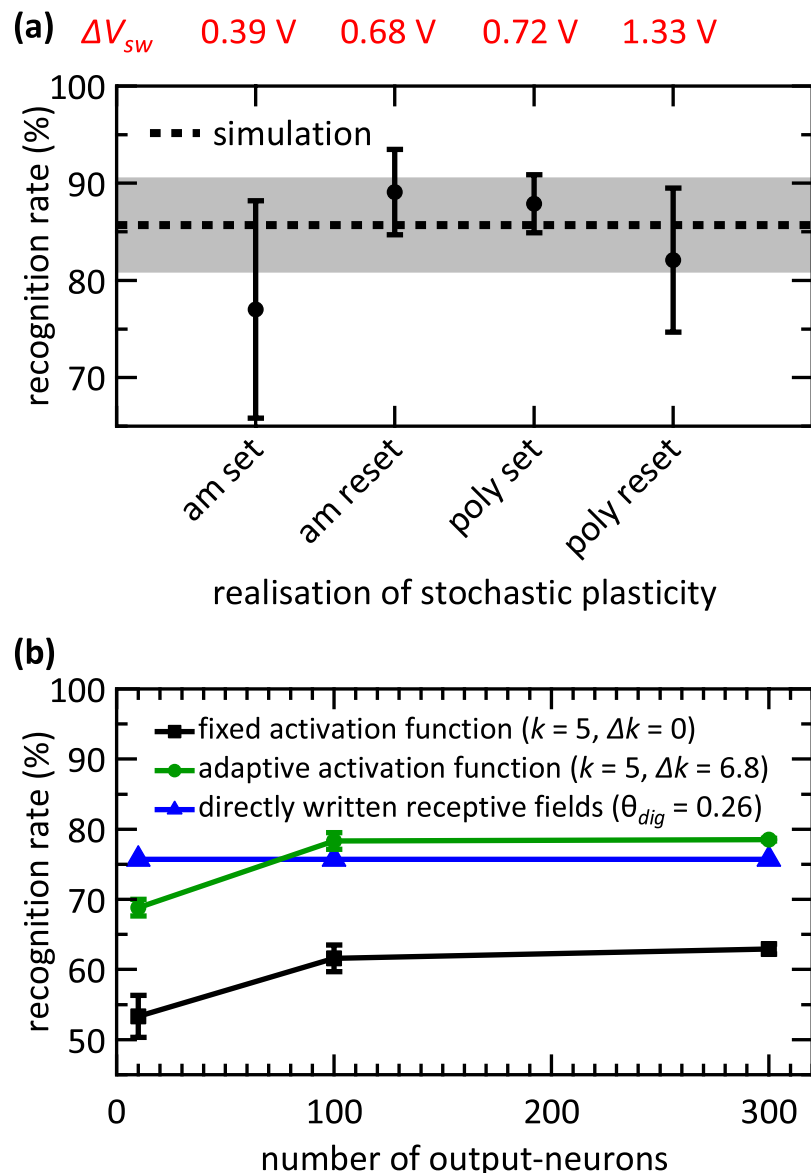 (a) ΔVsw 0.39 V 0.68 V 0.72 V 1.33 V
100
simulation
90
80
70
recognition rate (%)
am set am reset poly set poly reset
realisation of stochastic plasticity
(b)
100
fixed activation function (k = 5, Δk = 0)
90
adaptive activation function (k = 5, Δk = 6.8)
directly written receptive fields (θdig = 0.26)
80
70
60
50
recognition rate (%)
0 100 200 300
number of output-neurons